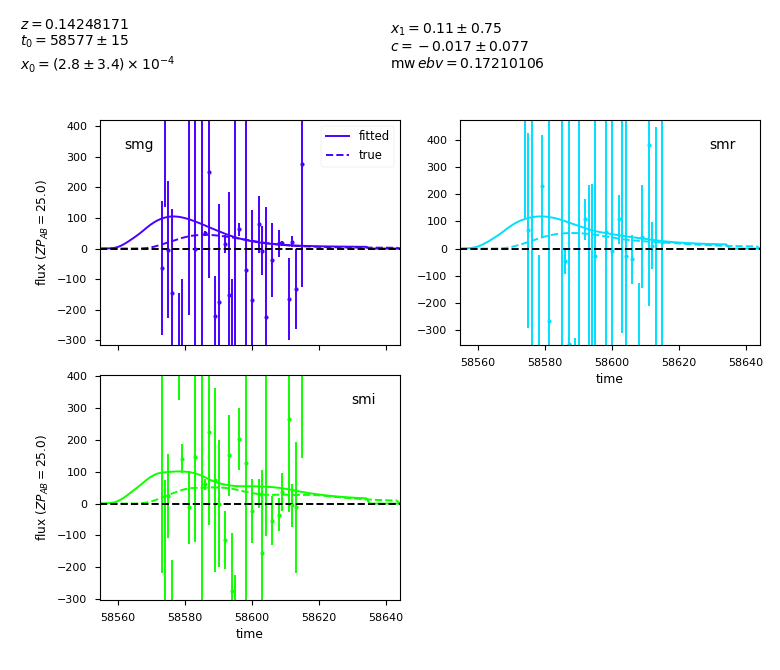 z = 0.14248171
t₀ = 58577 ± 15
x₀ = (2.8 ± 3.4) × 10⁻⁴
x₁ = 0.11 ± 0.75
c = −0.017 ± 0.077
mw ebv = 0.17210106
smg
fitted
true
flux (ZP_AB = 25.0)
400
300
200
100
0
−100
−200
−300
smr
400
300
200
100
0
−100
−200
−300
58560 58580 58600 58620 58640
time
smi
flux (ZP_AB = 25.0)
400
300
200
100
0
−100
−200
−300
58560 58580 58600 58620 58640
time